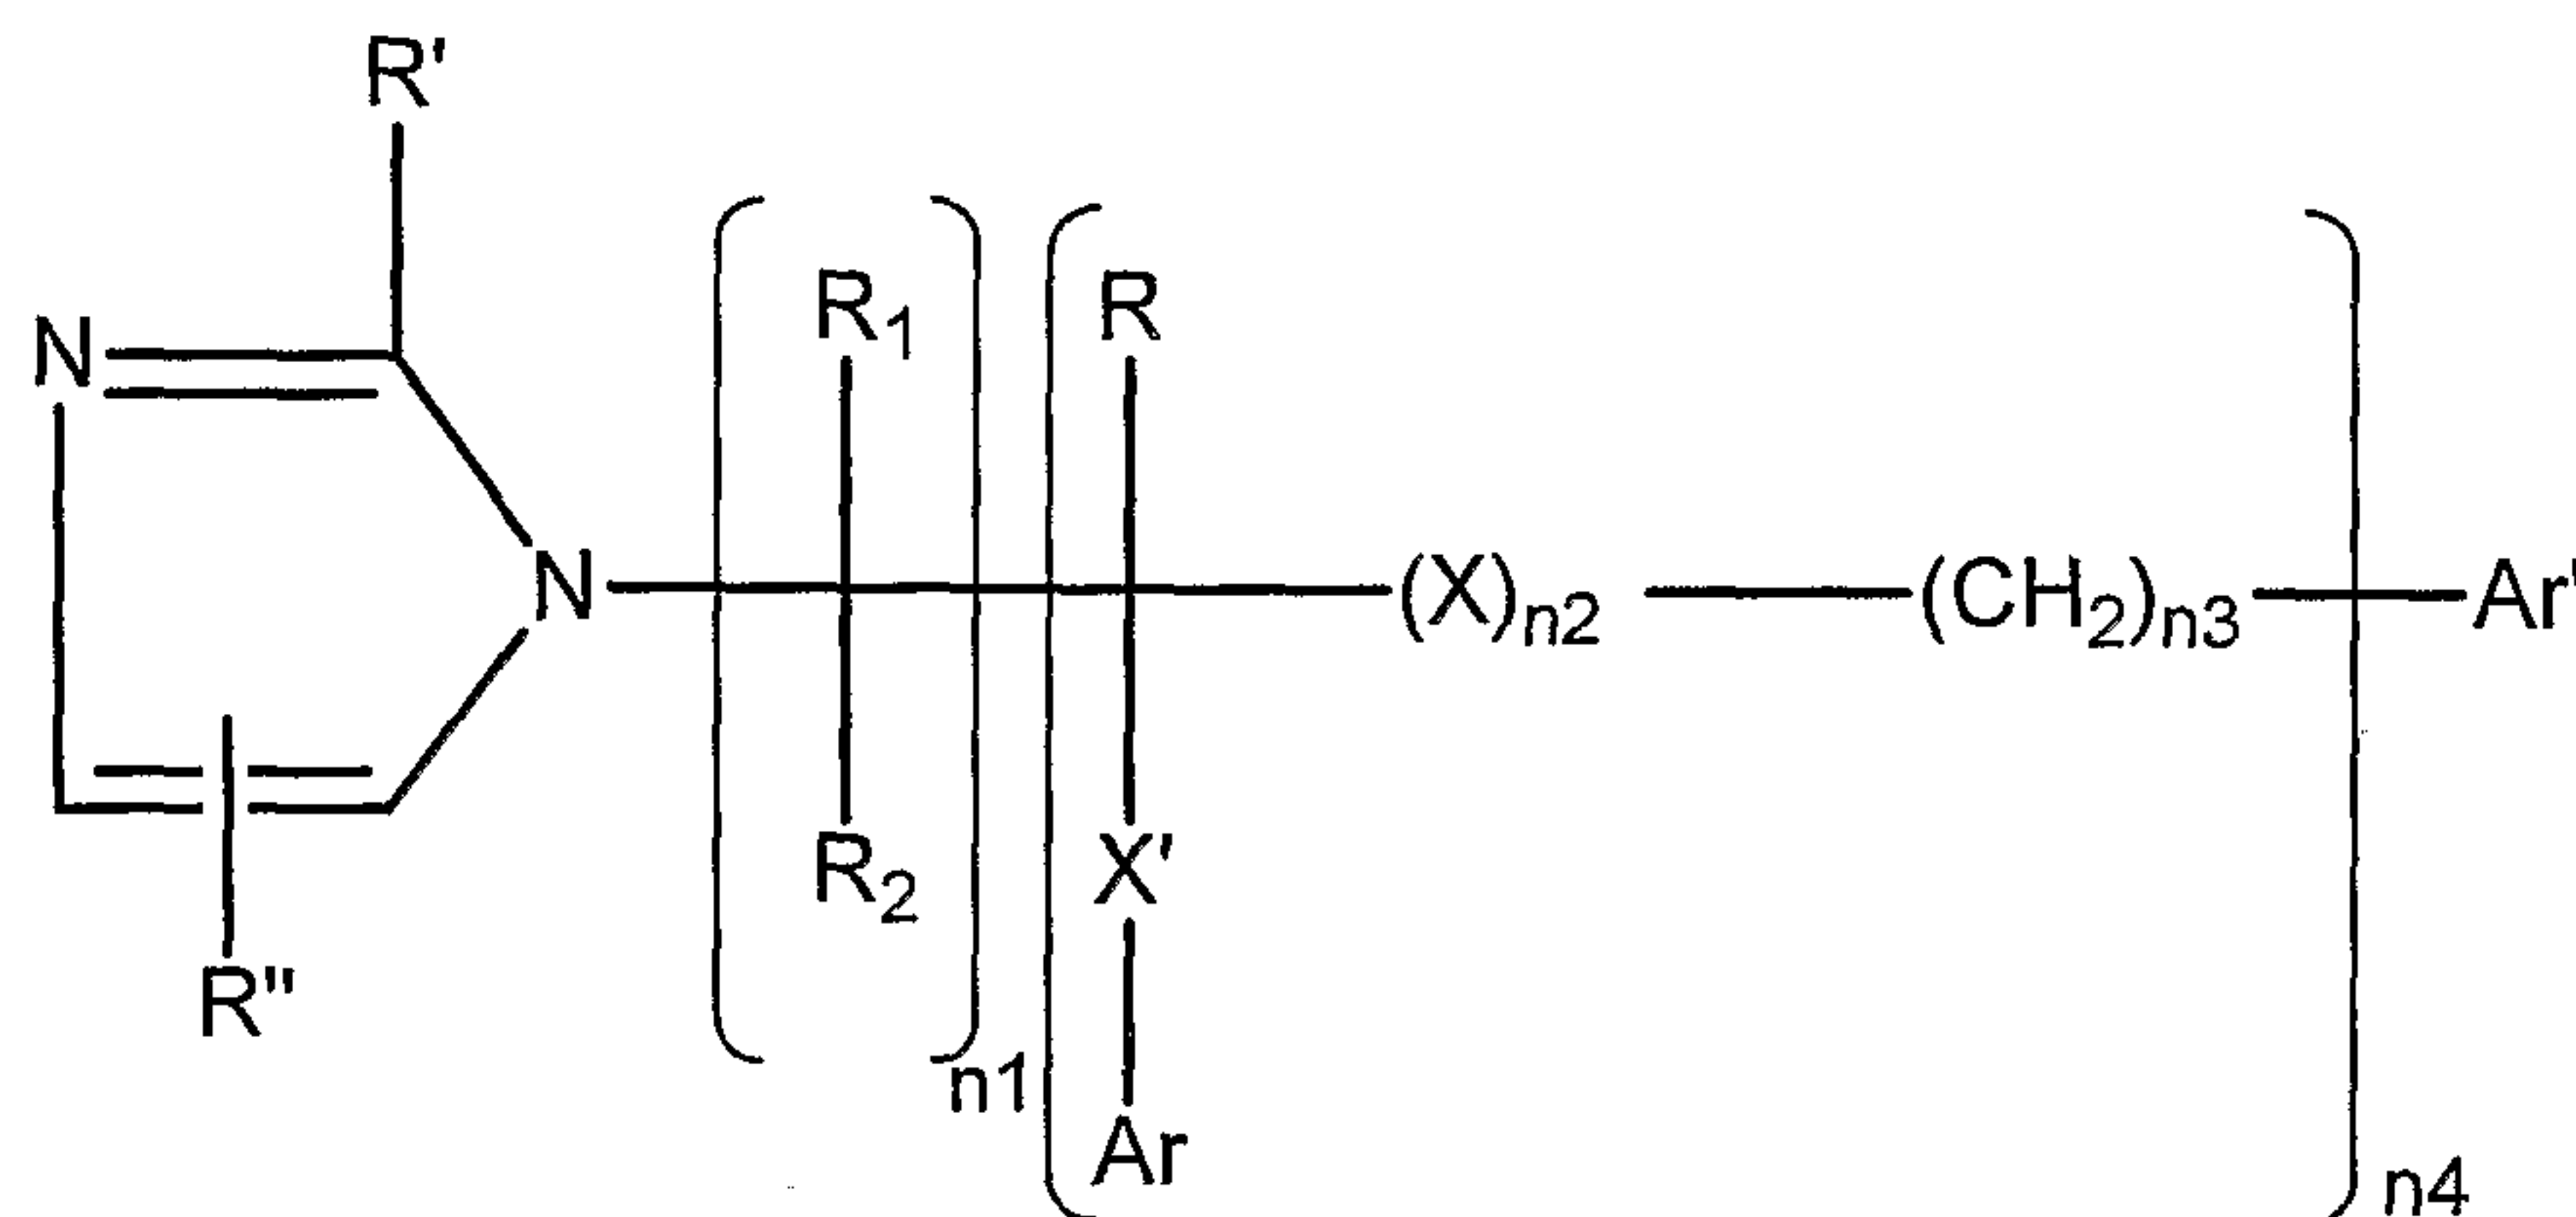 R'
R₁
R
N
N
(X)n2
(CH₂)n3
Ar'
R₂
X'
R"
n1
Ar
n4